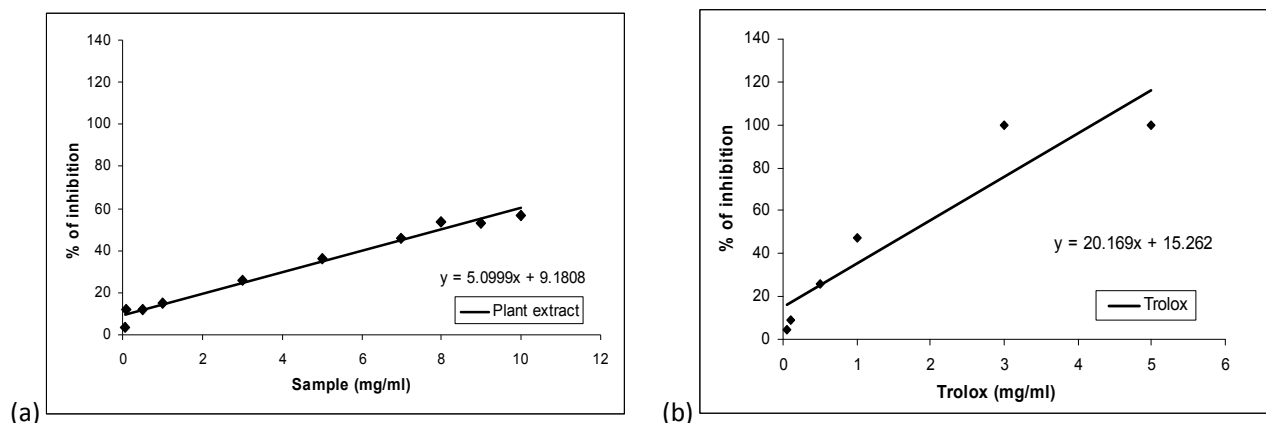 140
120
100
80
60
40
20
0
% of inhibition
y = 5.0999x + 9.1808
Plant extract
0 2 4 6 8 10 12
Sample (mg/ml)
(a)
140
120
100
80
60
40
20
0
% of inhibition
y = 20.169x + 15.262
Trolox
0 1 2 3 4 5 6
Trolox (mg/ml)
(b)